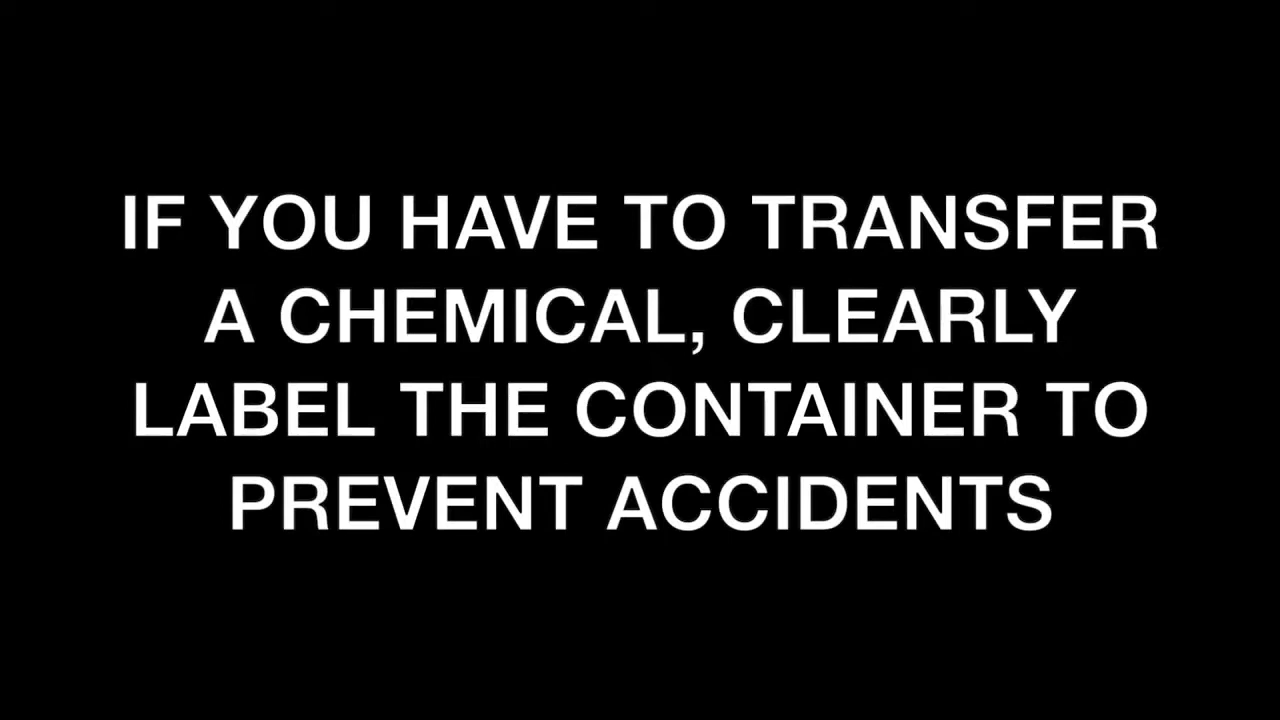 IF YOU HAVE TO TRANSFER
A CHEMICAL, CLEARLY
LABEL THE CONTAINER TO
PREVENT ACCIDENTS